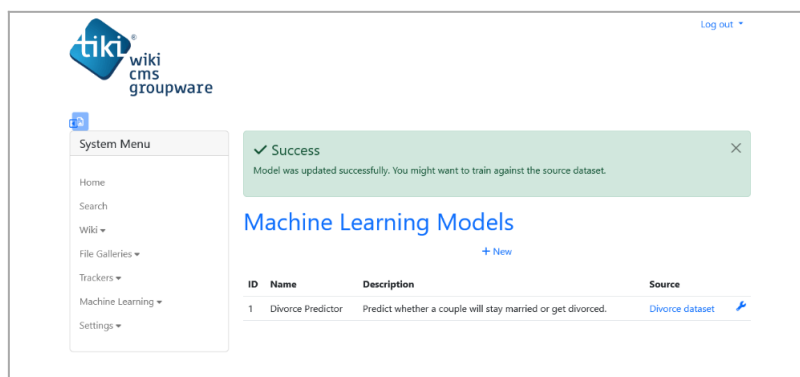 Log out
tiki
wiki
cms
groupware
System Menu
Home
Search
Wiki
File Galleries
Trackers
Machine Learning
Settings
Success
Model was updated successfully. You might want to train against the source dataset.
Machine Learning Models
+ New
ID Name Description Source
1 Divorce Predictor Predict whether a couple will stay married or get divorced. Divorce dataset